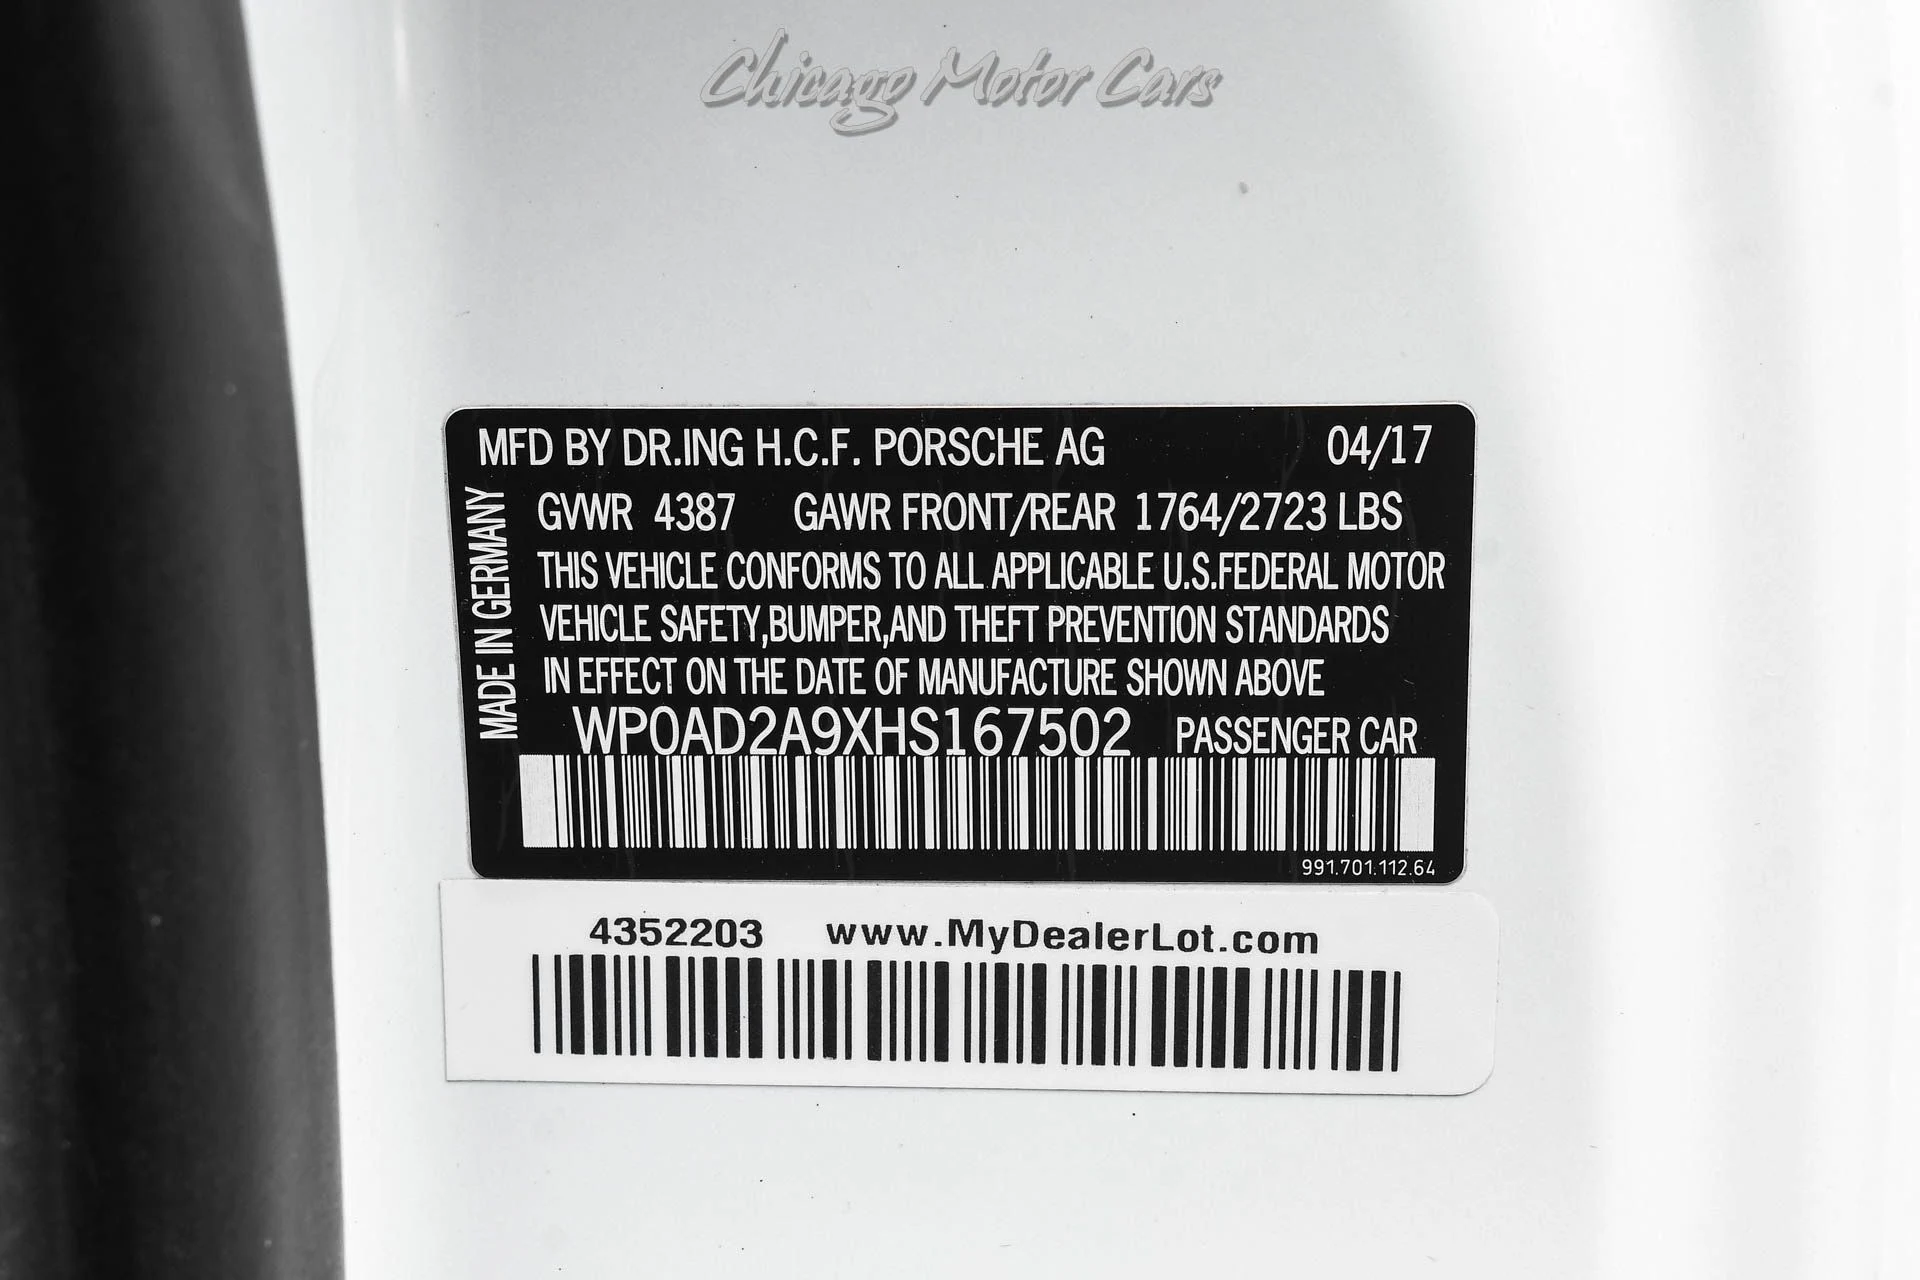 Chicago Motor Cars
MFD BY DR.ING H.C.F. PORSCHE AG 04/17
MADE IN GERMANY
GVWR 4387 GAWR FRONT/REAR 1764/2723 LBS
THIS VEHICLE CONFORMS TO ALL APPLICABLE U.S.FEDERAL MOTOR
VEHICLE SAFETY,BUMPER,AND THEFT PREVENTION STANDARDS
IN EFFECT ON THE DATE OF MANUFACTURE SHOWN ABOVE
WP0AD2A9XHS167502 PASSENGER CAR
991.701.112.64
4352203 www.MyDealerLot.com